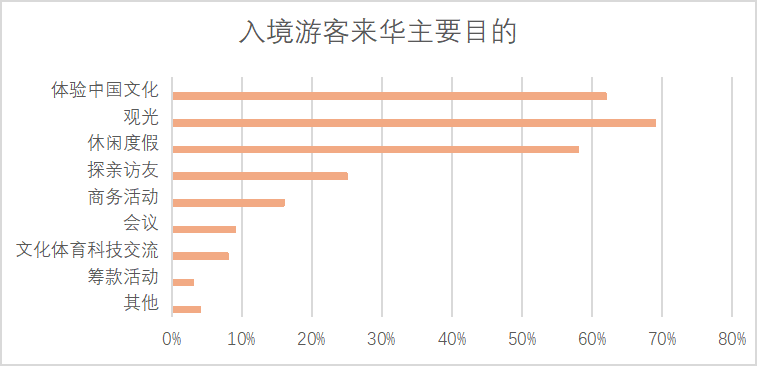 入境游客来华主要目的
体验中国文化
观光
休闲度假
探亲访友
商务活动
会议
文化体育科技交流
筹款活动
其他
0% 10% 20% 30% 40% 50% 60% 70% 80%